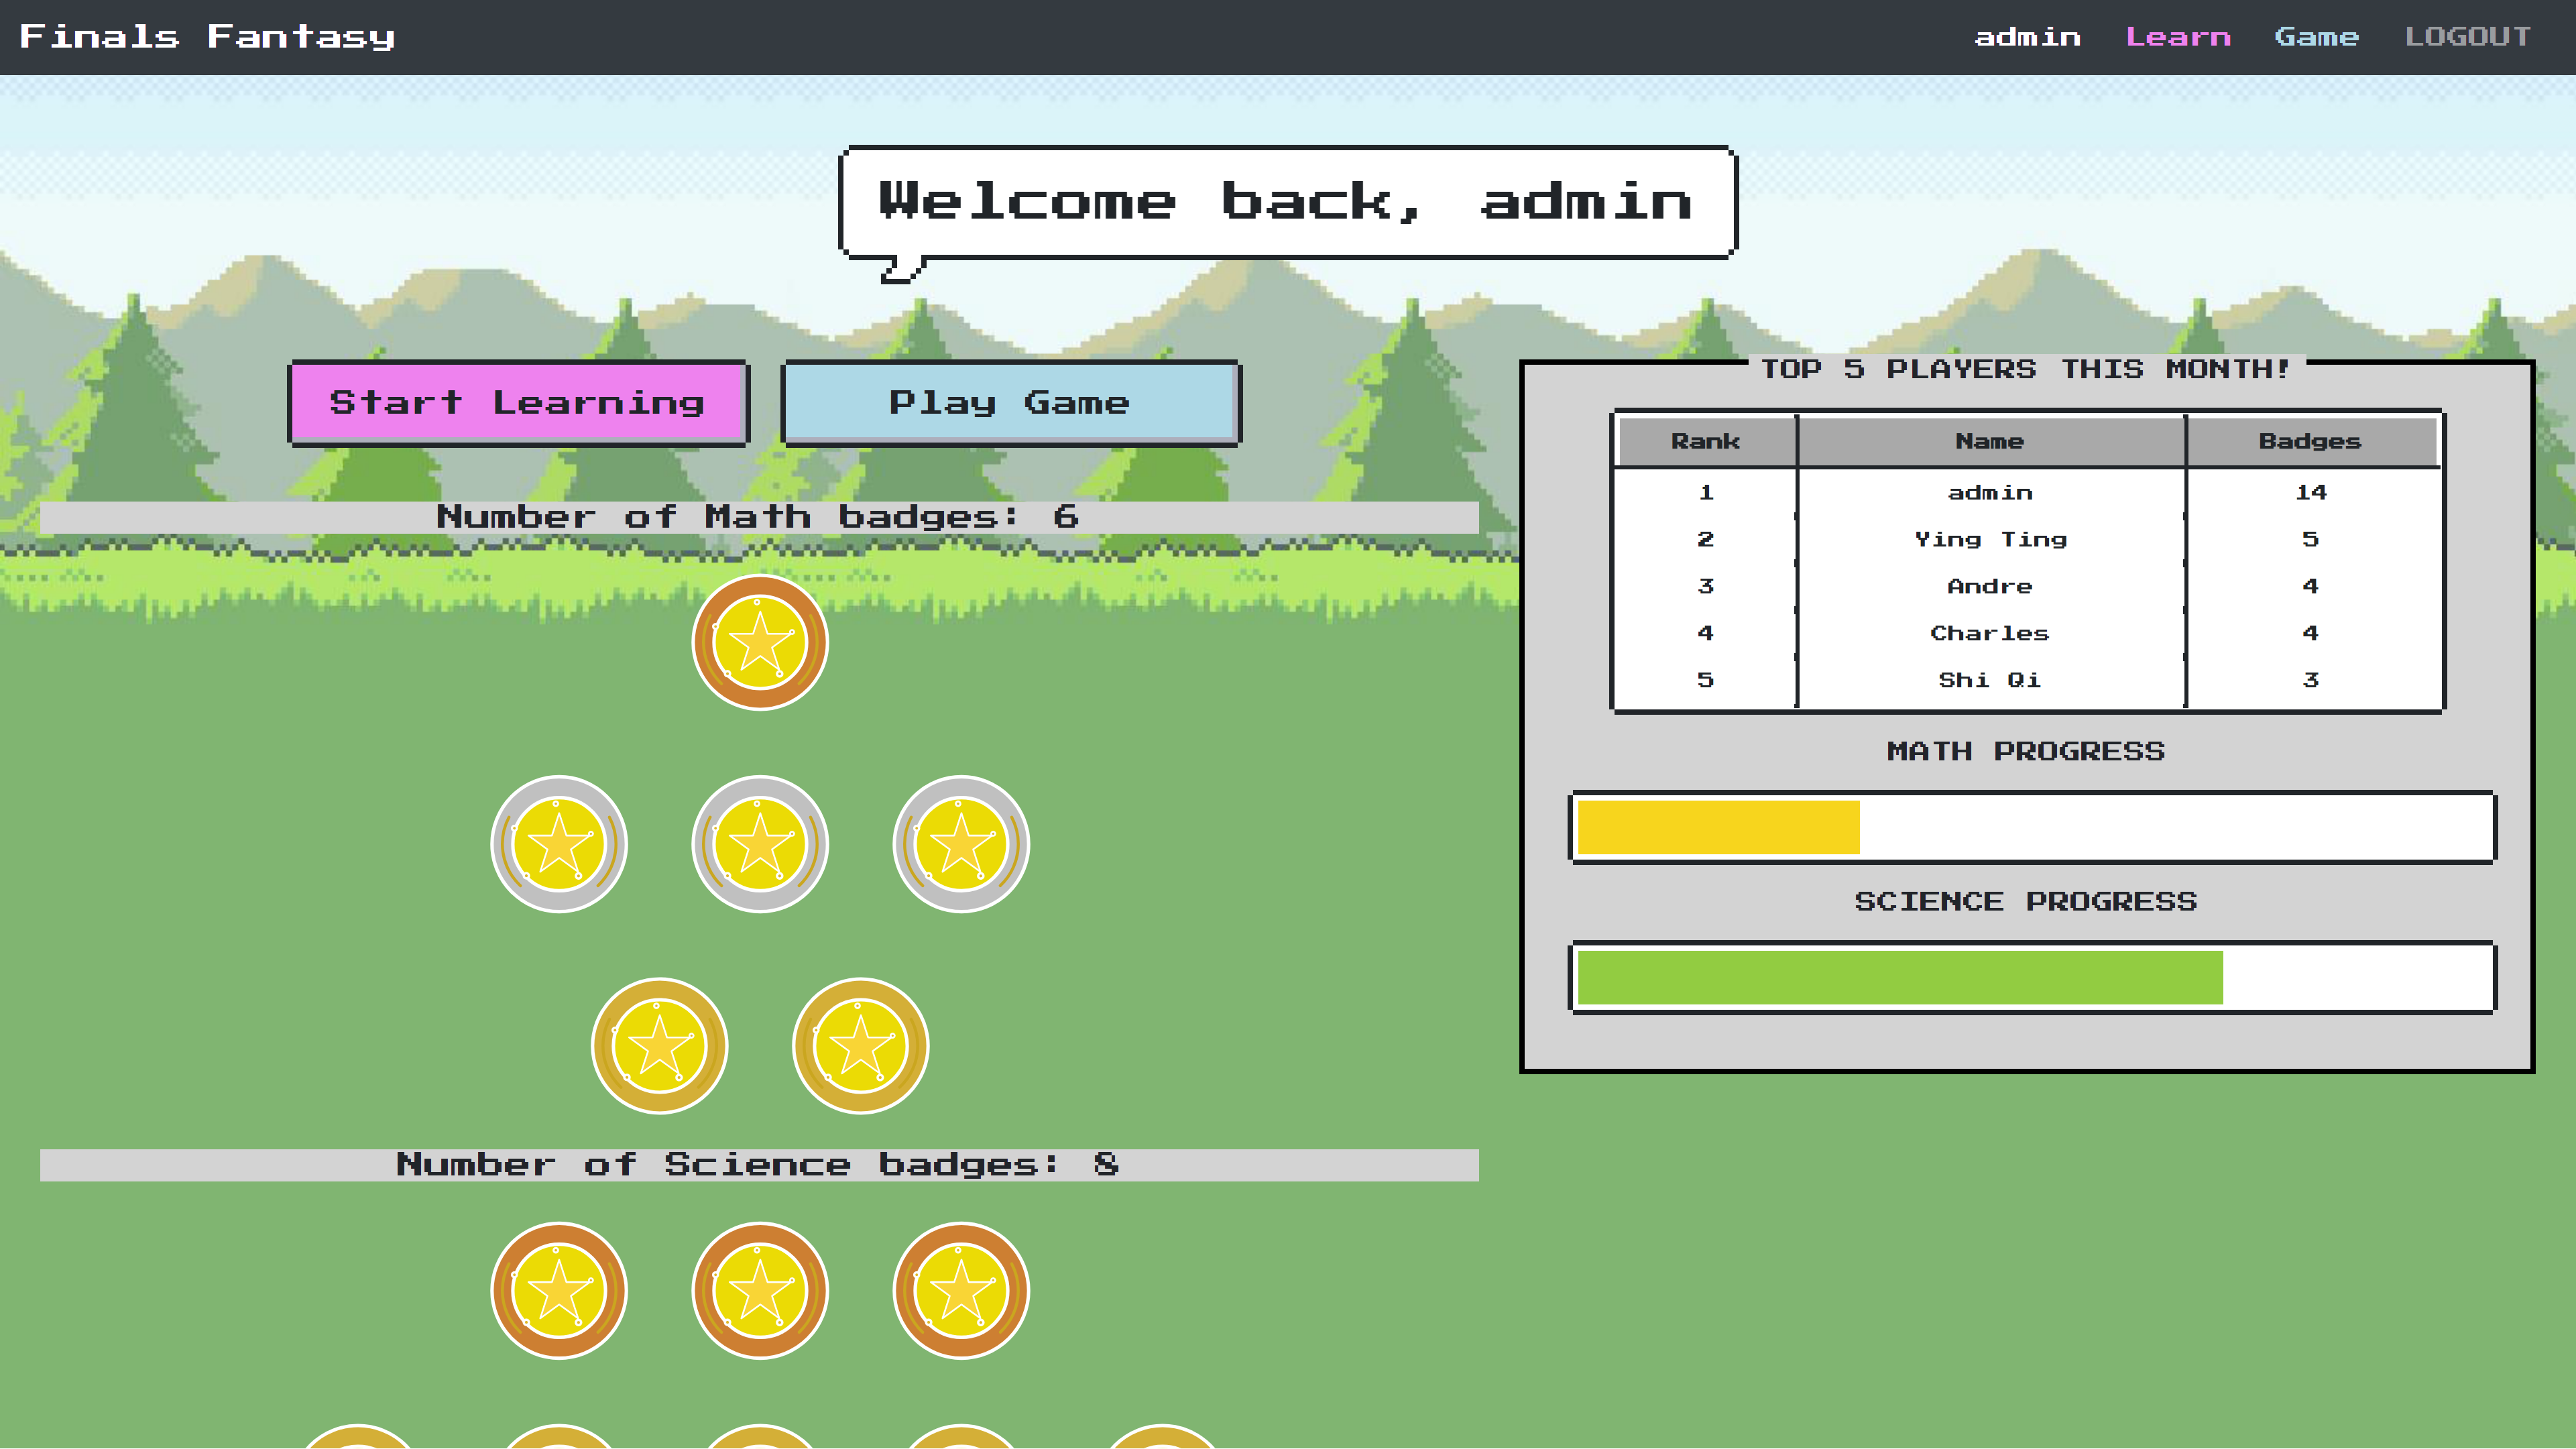 Finals Fantasy
admin Learn Game LOGOUT
Welcome back, admin
Start Learning
Play Game
Number of Math badges: 6
Number of Science badges: 8
TOP 5 PLAYERS THIS MONTH!
Rank Name Badges
1 admin 14
2 Ying Ting 5
3 Andre 4
4 Charles 4
5 Shi Qi 3
MATH PROGRESS
SCIENCE PROGRESS